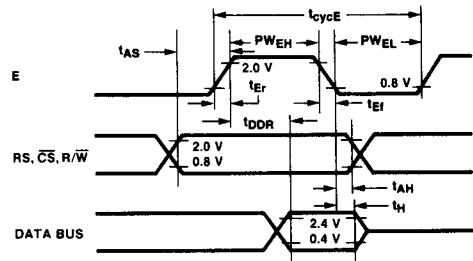 tcycE
tAS
PWEH
PWEL
E
2.0 V
0.8 V
tEr
tEf
tDDR
RS, C̅S̅, R/W̅
2.0 V
0.8 V
tAH
tH
DATA BUS
2.4 V
0.4 V